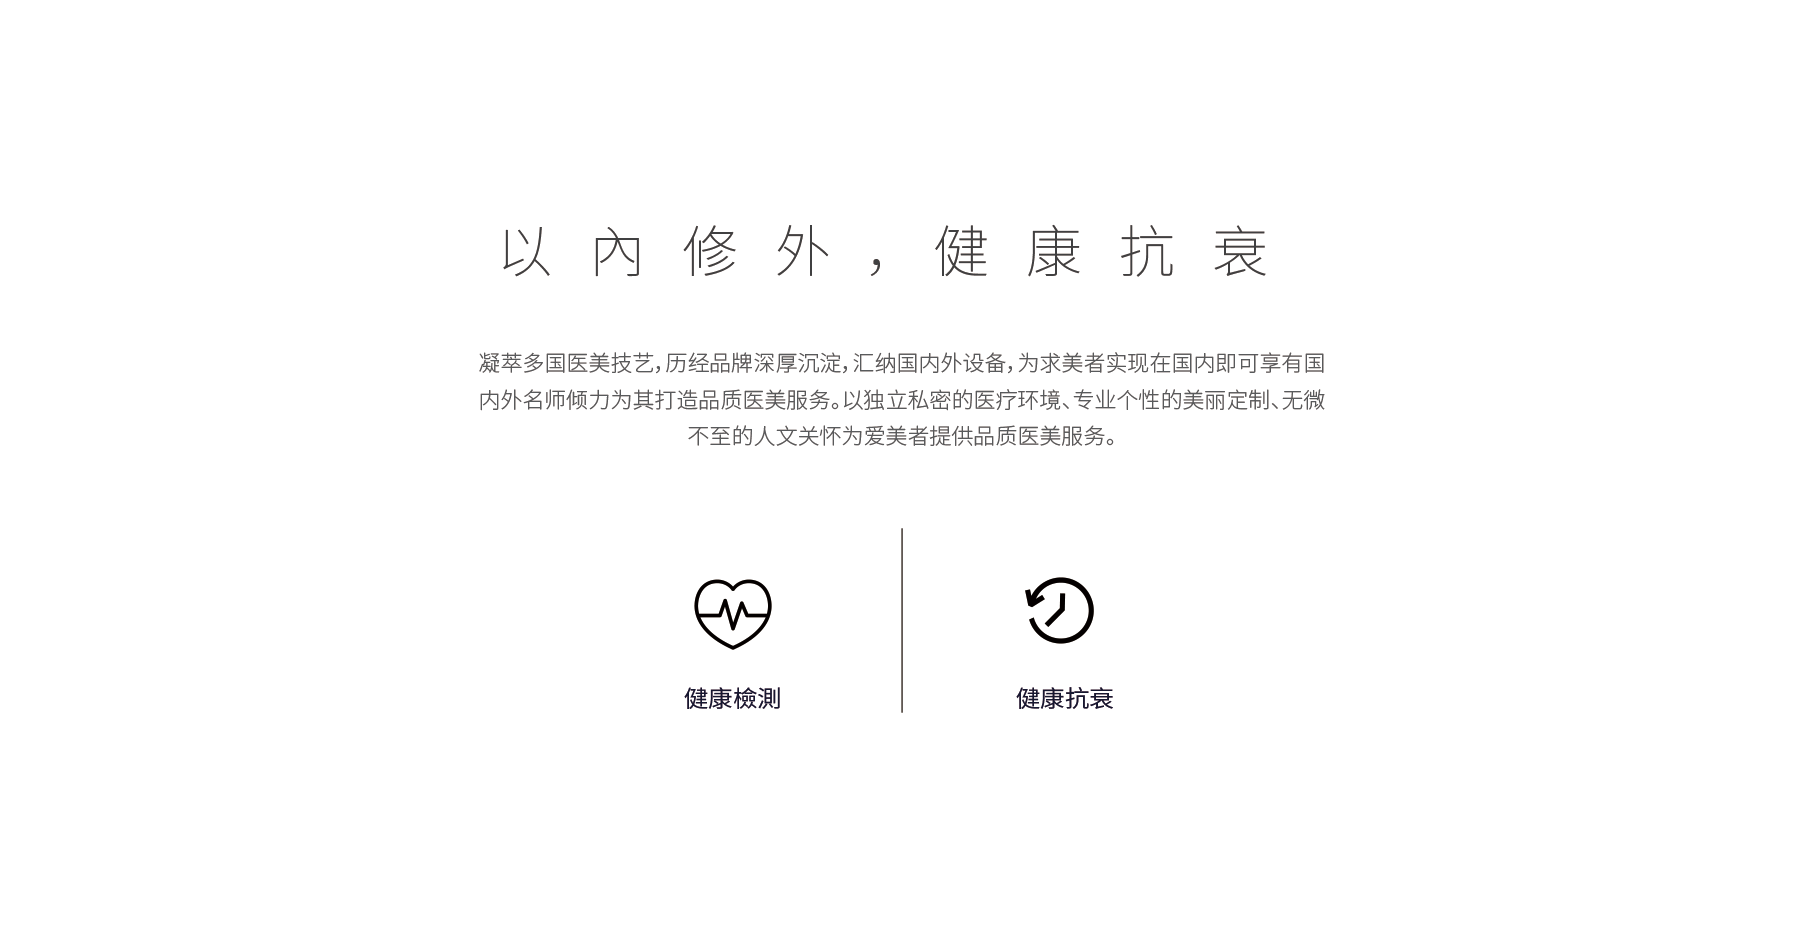 以內修外，健康抗衰
凝萃多国医美技艺，历经品牌深厚沉淀，汇纳国内外设备，为求美者实现在国内即可享有国
内外名师倾力为其打造品质医美服务。以独立私密的医疗环境、专业个性的美丽定制、无微
不至的人文关怀为爱美者提供品质医美服务。
健康檢測
健康抗衰